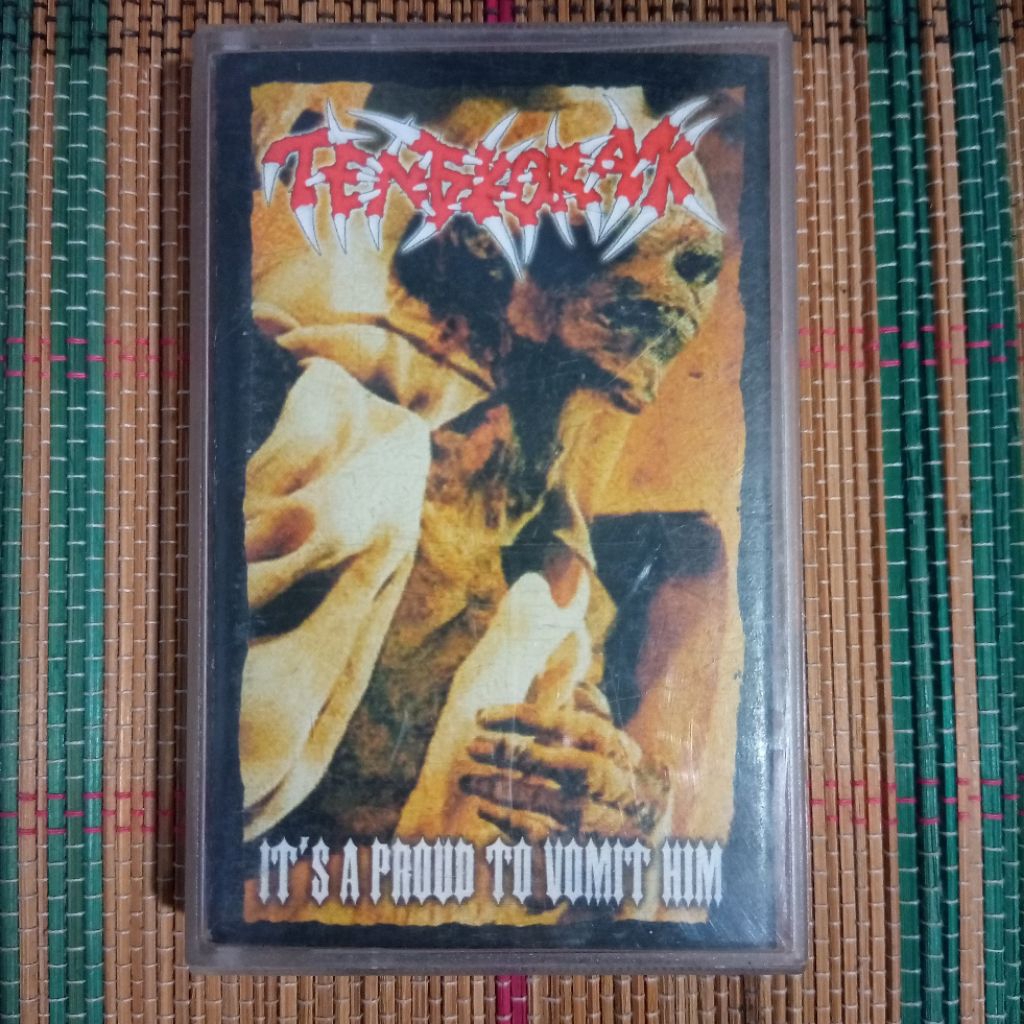 TENGKORAK
IT'S A PROUD TO VOMIT HIM